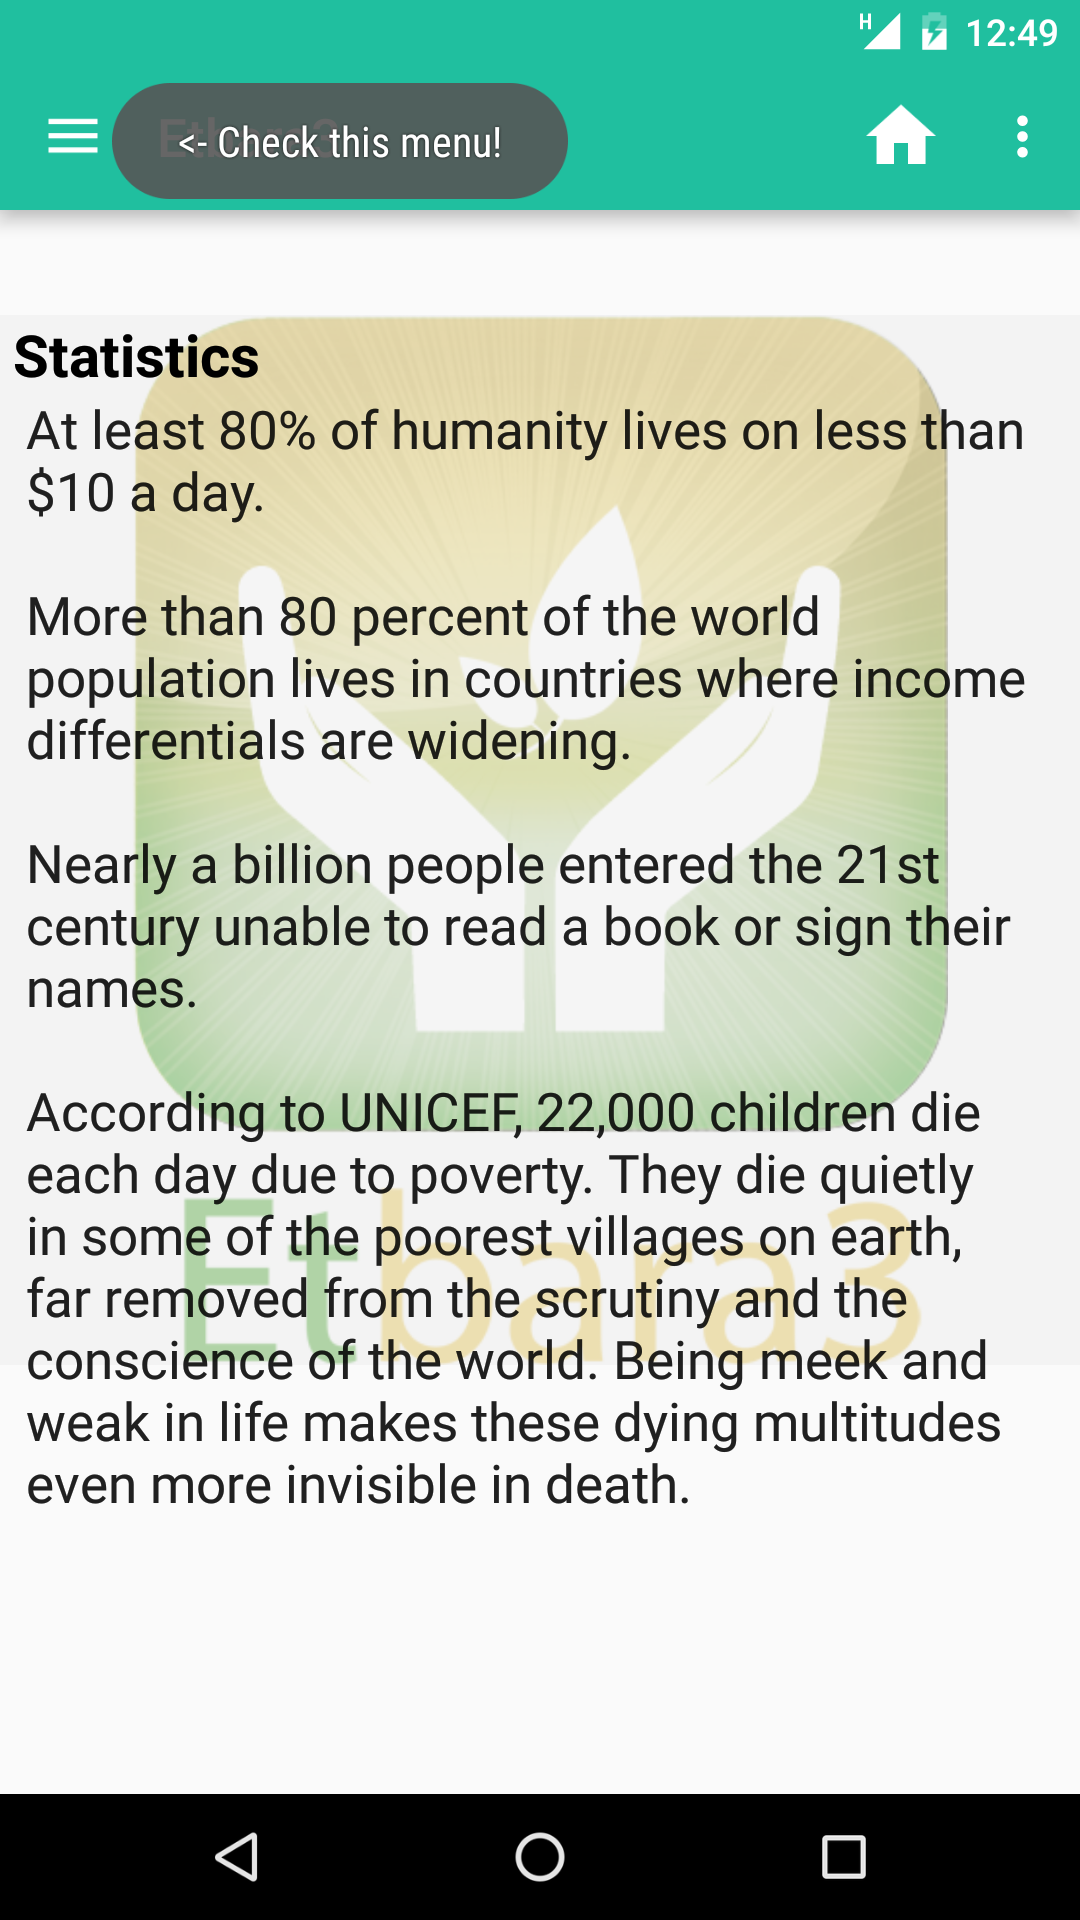 H 12:49
Etbara3
<- Check this menu!
Statistics
At least 80% of humanity lives on less than
$10 a day.
More than 80 percent of the world
population lives in countries where income
differentials are widening.
Nearly a billion people entered the 21st
century unable to read a book or sign their
names.
According to UNICEF, 22,000 children die
each day due to poverty. They die quietly
in some of the poorest villages on earth,
far removed from the scrutiny and the
conscience of the world. Being meek and
weak in life makes these dying multitudes
even more invisible in death.
Etbara3